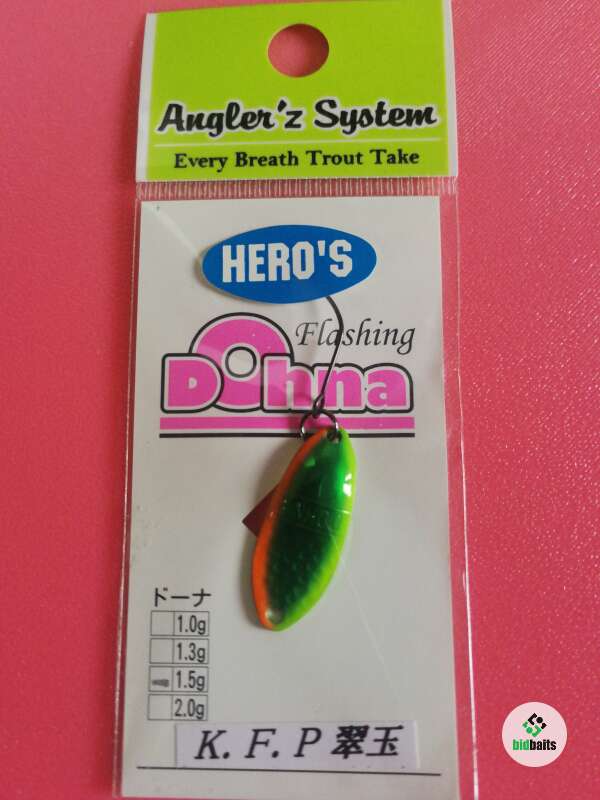 Angler'z System
Every Breath Trout Take
HERO'S
Flashing
Dohna
ドーナ
1.0g
1.3g
1.5g
2.0g
K. F. P 翠玉
bidbaits